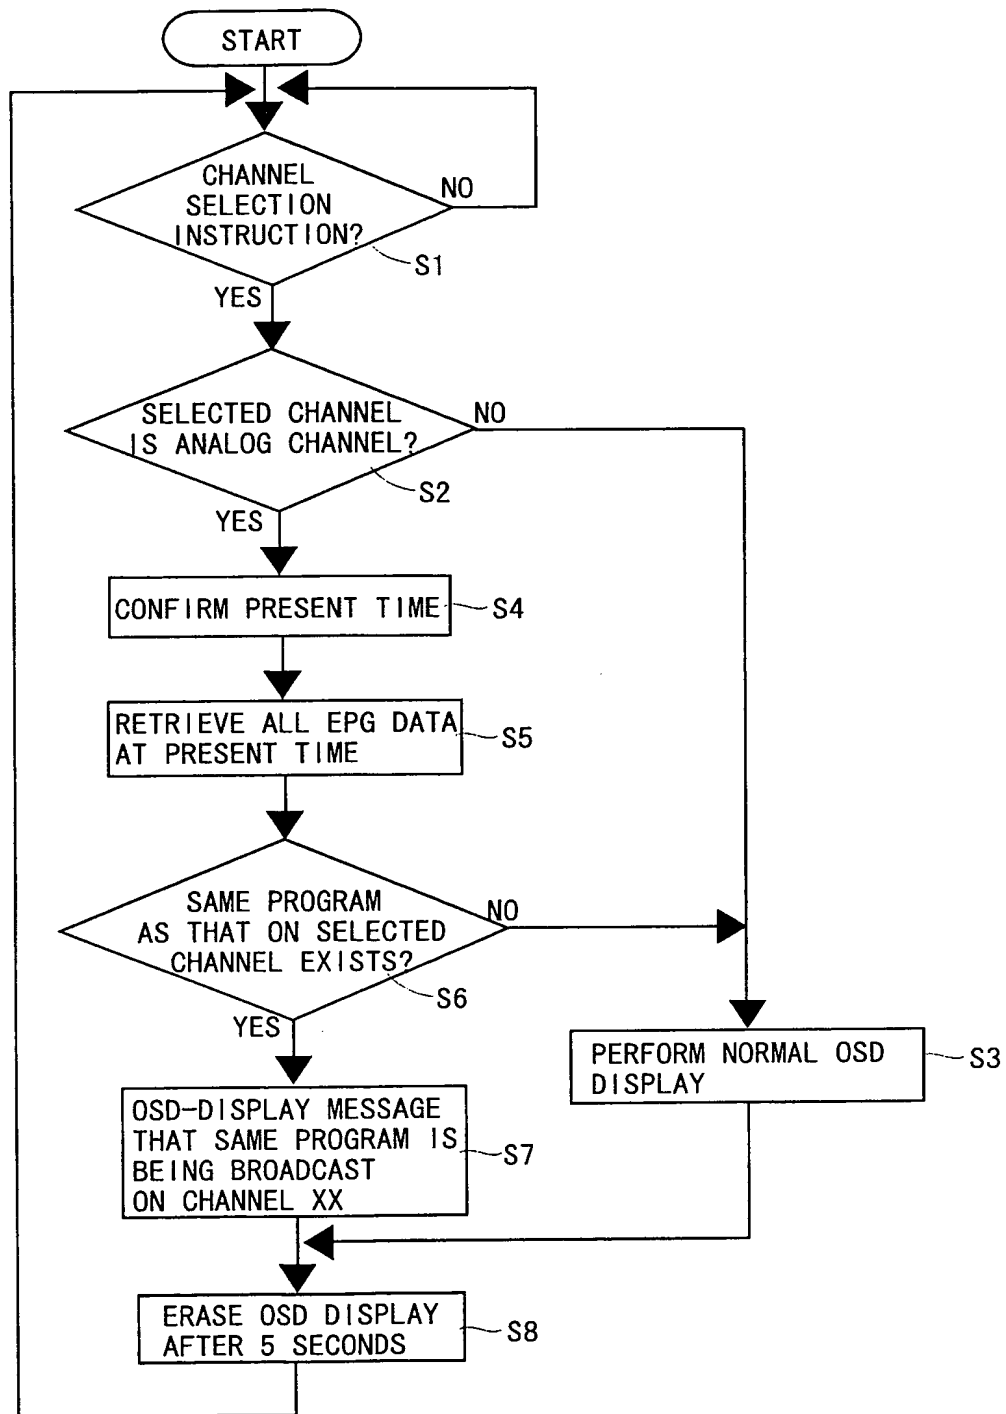 START
CHANNEL
SELECTION
INSTRUCTION?
NO
S1
YES
SELECTED CHANNEL
IS ANALOG CHANNEL?
NO
S2
YES
CONFIRM PRESENT TIME
S4
RETRIEVE ALL EPG DATA
AT PRESENT TIME
S5
SAME PROGRAM
AS THAT ON SELECTED
CHANNEL EXISTS?
NO
S6
YES
PERFORM NORMAL OSD
DISPLAY
S3
OSD-DISPLAY MESSAGE
THAT SAME PROGRAM IS
BEING BROADCAST
ON CHANNEL XX
S7
ERASE OSD DISPLAY
AFTER 5 SECONDS
S8